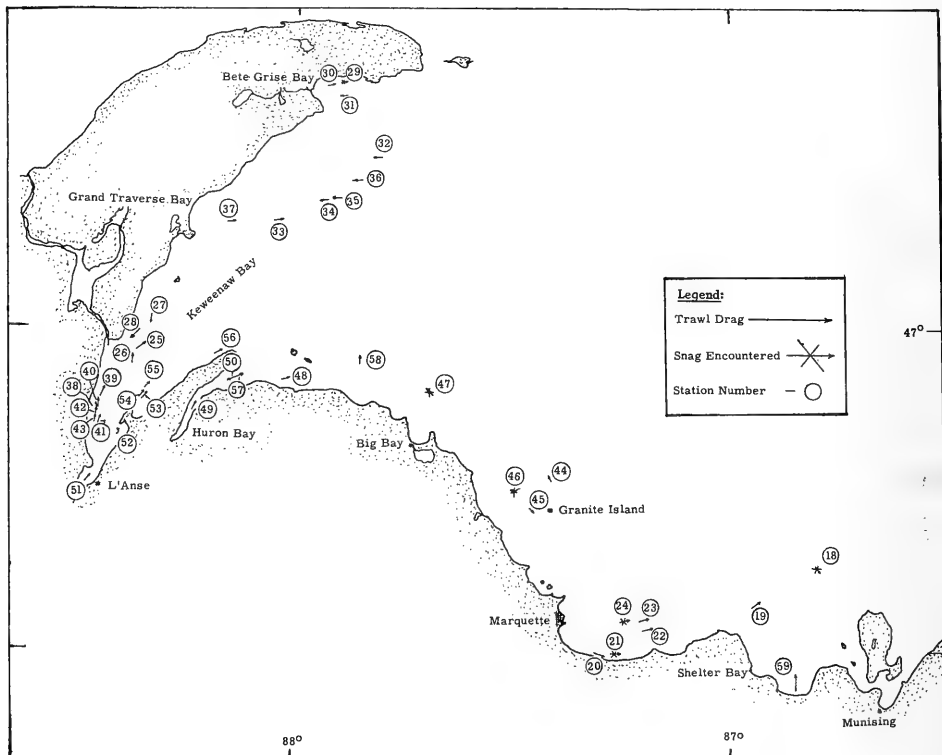 30 29
Bete Grise Bay
31
32
36
Grand Traverse Bay
35
34
37
33
Keweenaw Bay
Legend:
Trawl Drag
Snag Encountered
Station Number -
27
28
25
26
47°
56
50
58
55
40
39
48
38
57
47
54
42
53
49
43 41
Huron Bay
52
Big Bay
46 44
51 L'Anse
45
Granite Island
18
24 23
19
Marquette
21 22
20
59
Shelter Bay
Munising
88° 87°